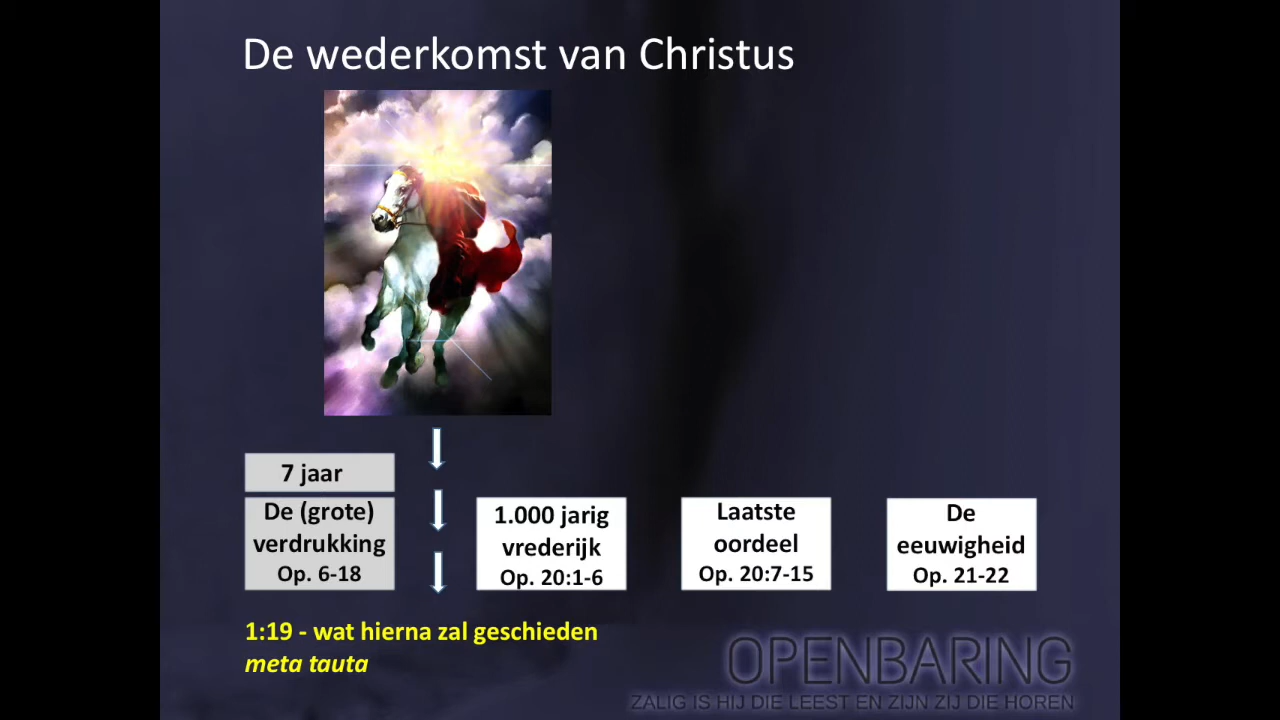 De wederkomst van Christus
7 jaar
De (grote)
verdrukking
Op. 6-18
1.000 jarig
vrederijk
Op. 20:1-6
Laatste
oordeel
Op. 20:7-15
De
eeuwigheid
Op. 21-22
1:19 - wat hierna zal geschieden
meta tauta
OPENBARING
ZALIG IS HIJ DIE LEEST EN ZIJN ZIJ DIE HOREN